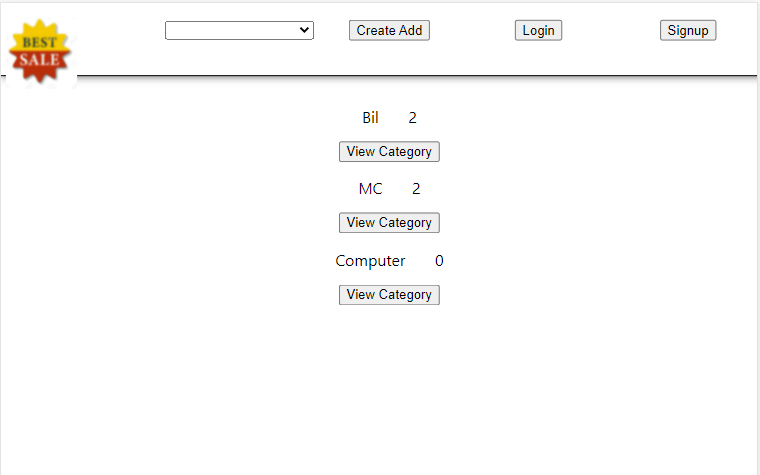 BEST
SALE
Create Add
Login
Signup
Bil 2
View Category
MC 2
View Category
Computer 0
View Category